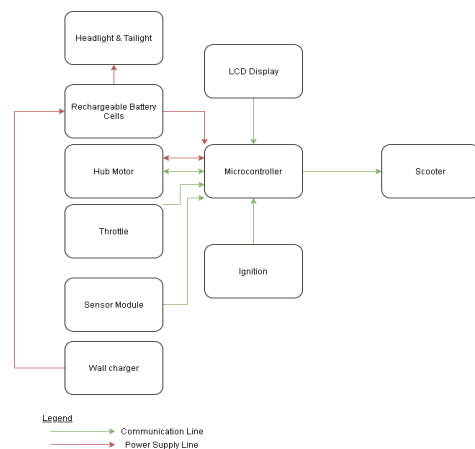 Headlight & Tailight
LCD Display
Rechargeable Battery
Cells
Hub Motor
Microcontroller
Scooter
Throttle
Ignition
Sensor Module
Wall charger
Legend
Communication Line
Power Supply Line